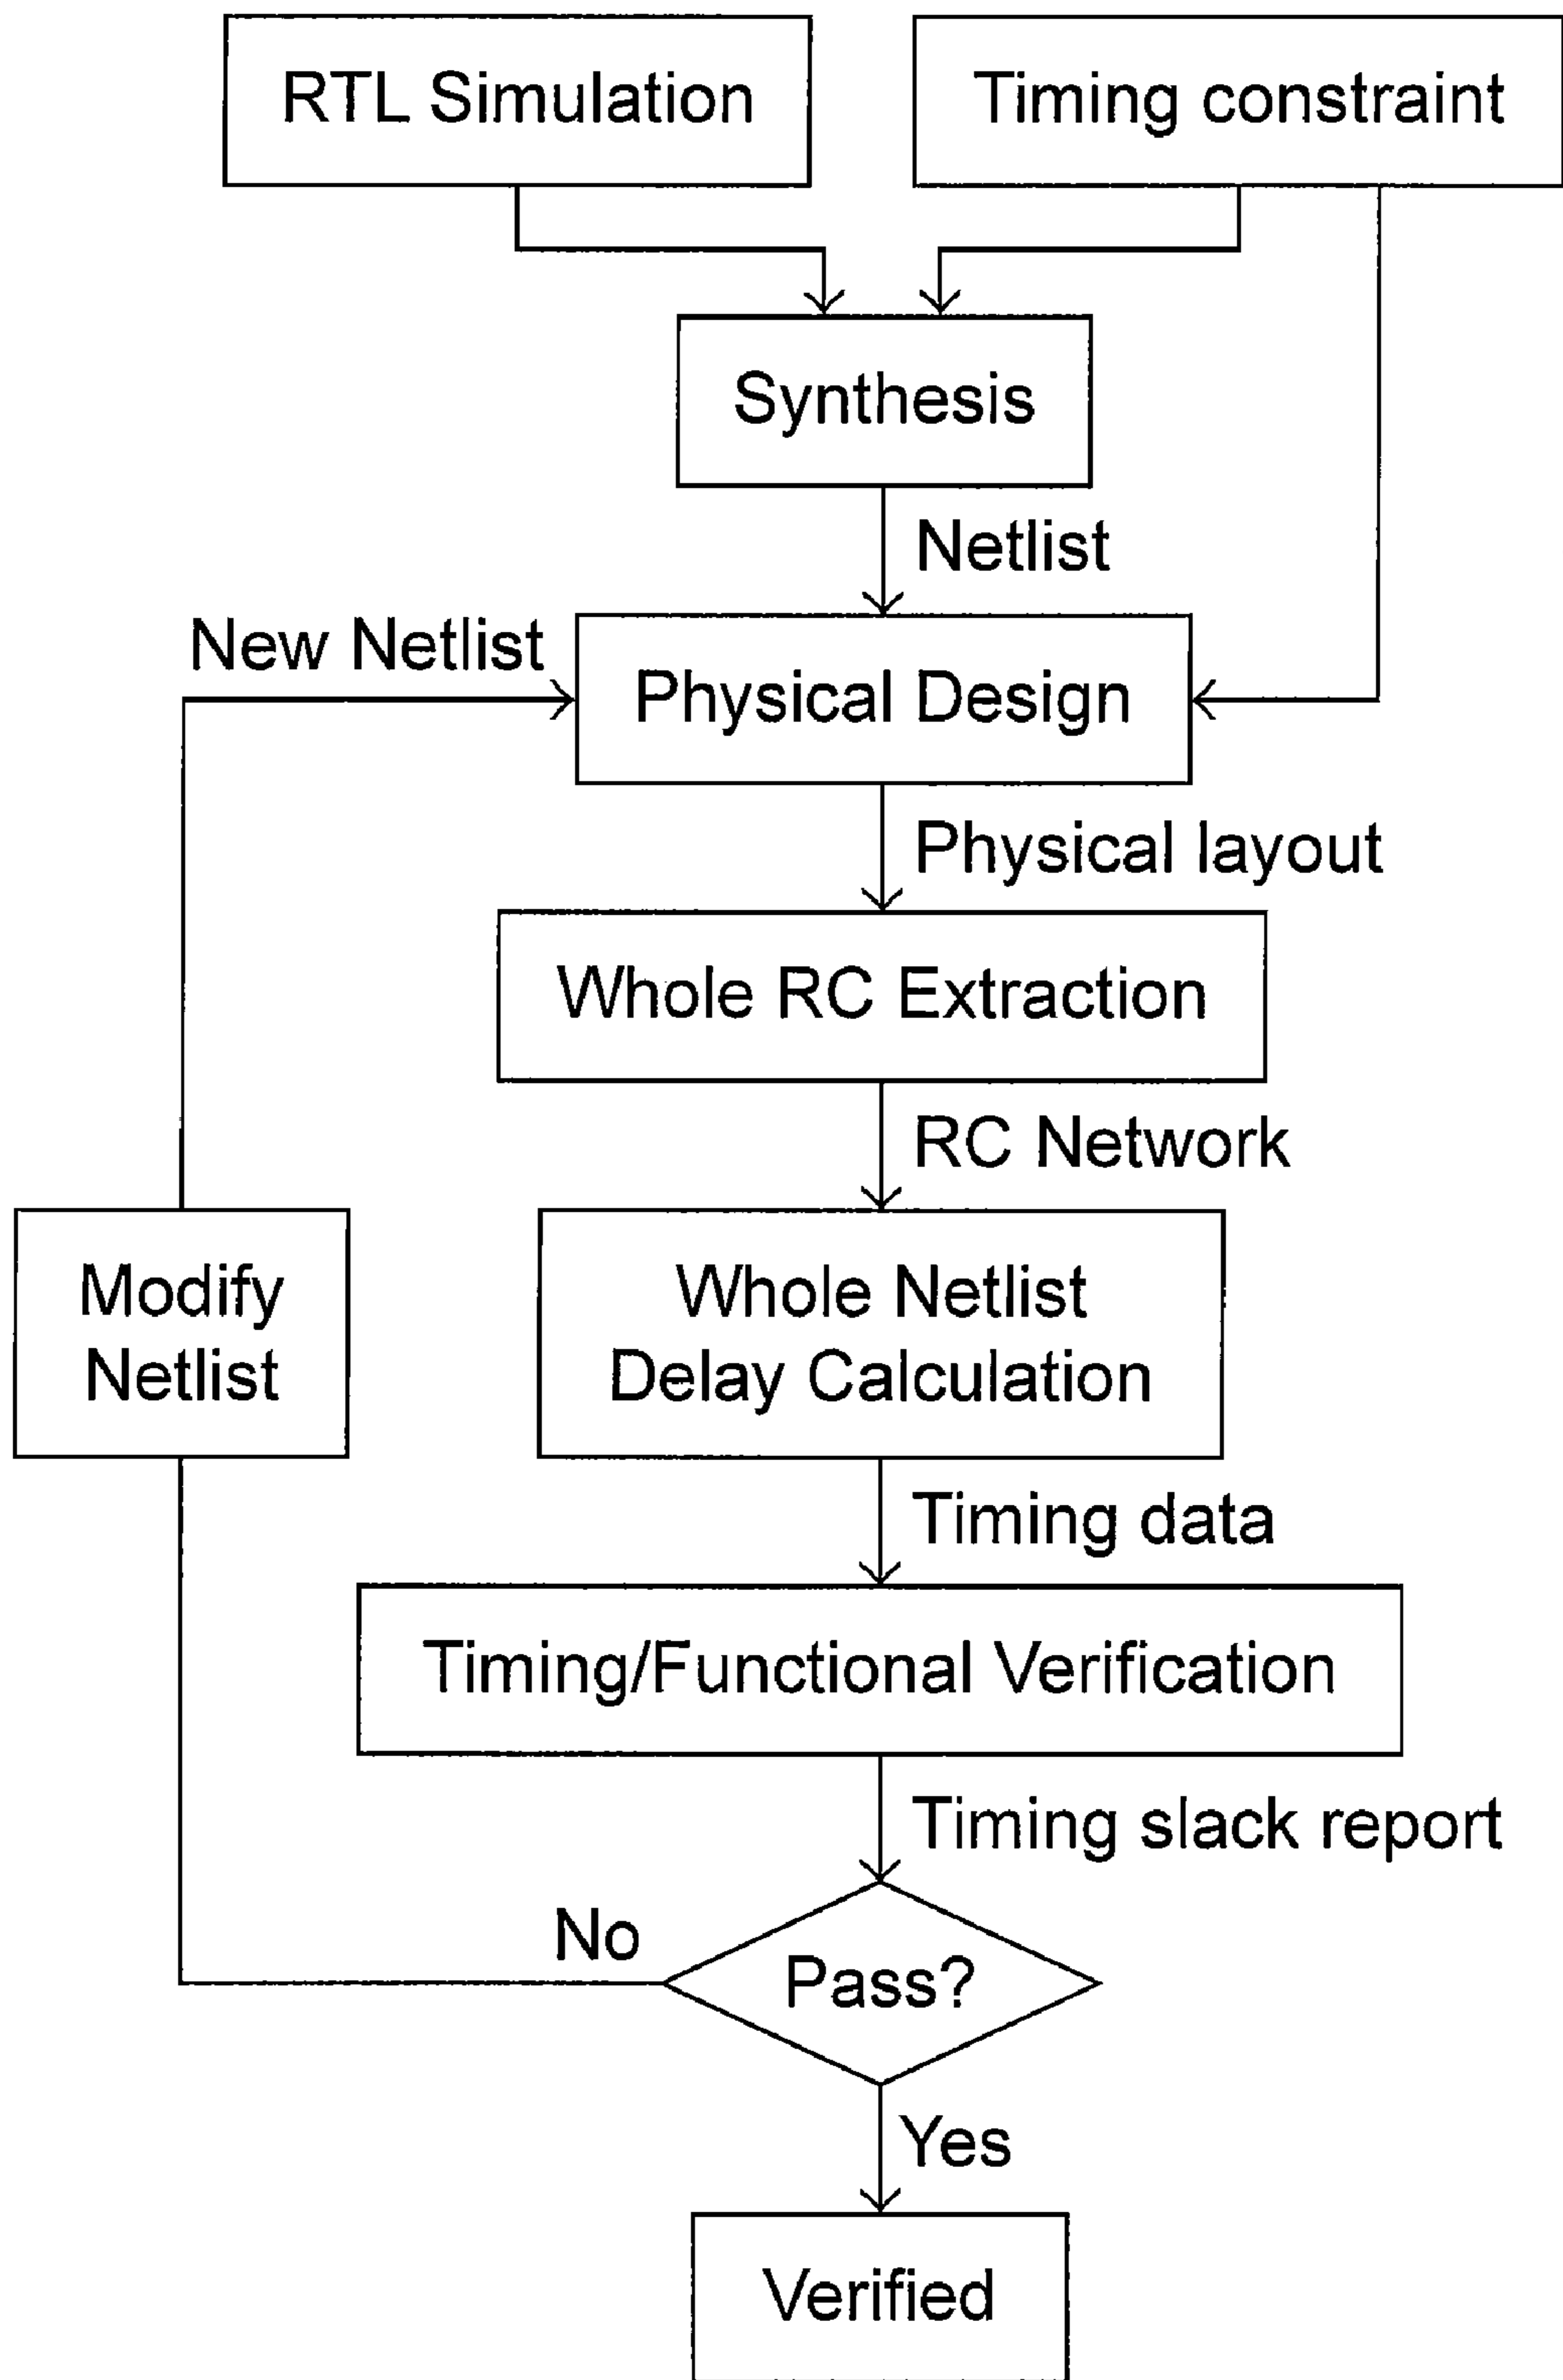 RTL Simulation
Timing constraint
Synthesis
Netlist
New Netlist
Physical Design
Physical layout
Whole RC Extraction
RC Network
Modify
Netlist
Whole Netlist
Delay Calculation
Timing data
Timing/Functional Verification
Timing slack report
No
Pass?
Yes
Verified